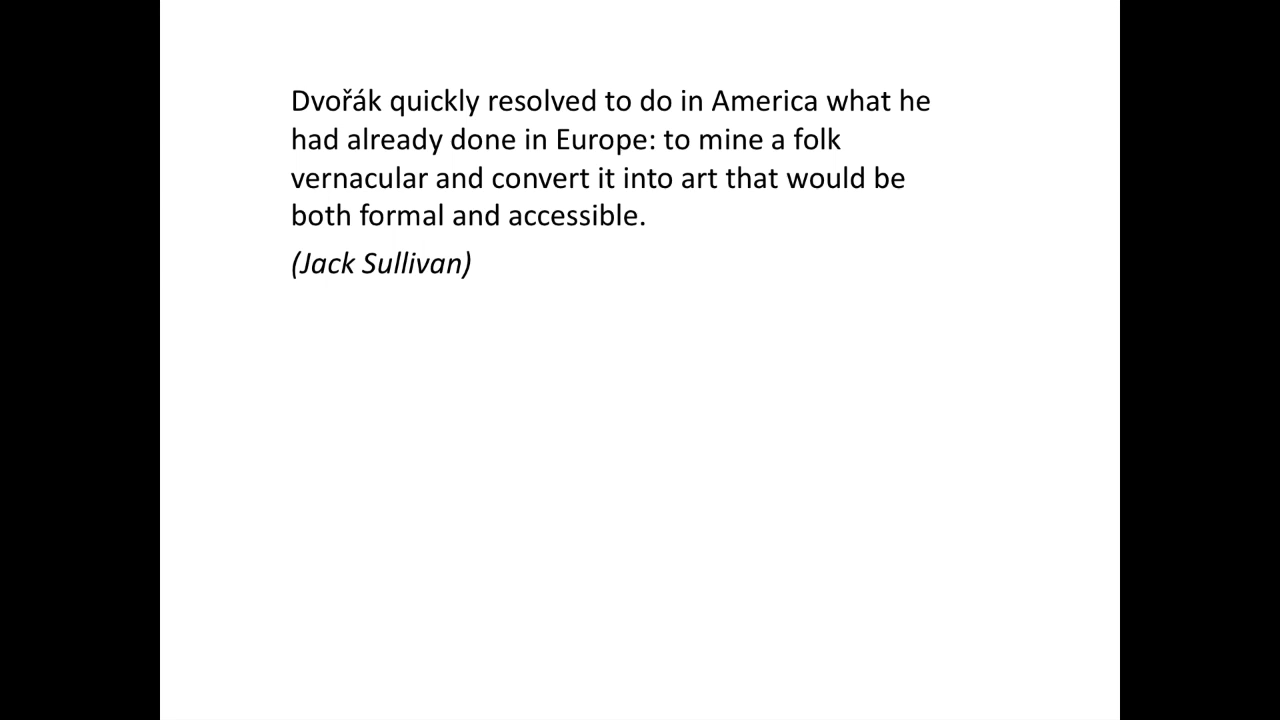 Dvořák quickly resolved to do in America what he
had already done in Europe: to mine a folk
vernacular and convert it into art that would be
both formal and accessible.
(Jack Sullivan)